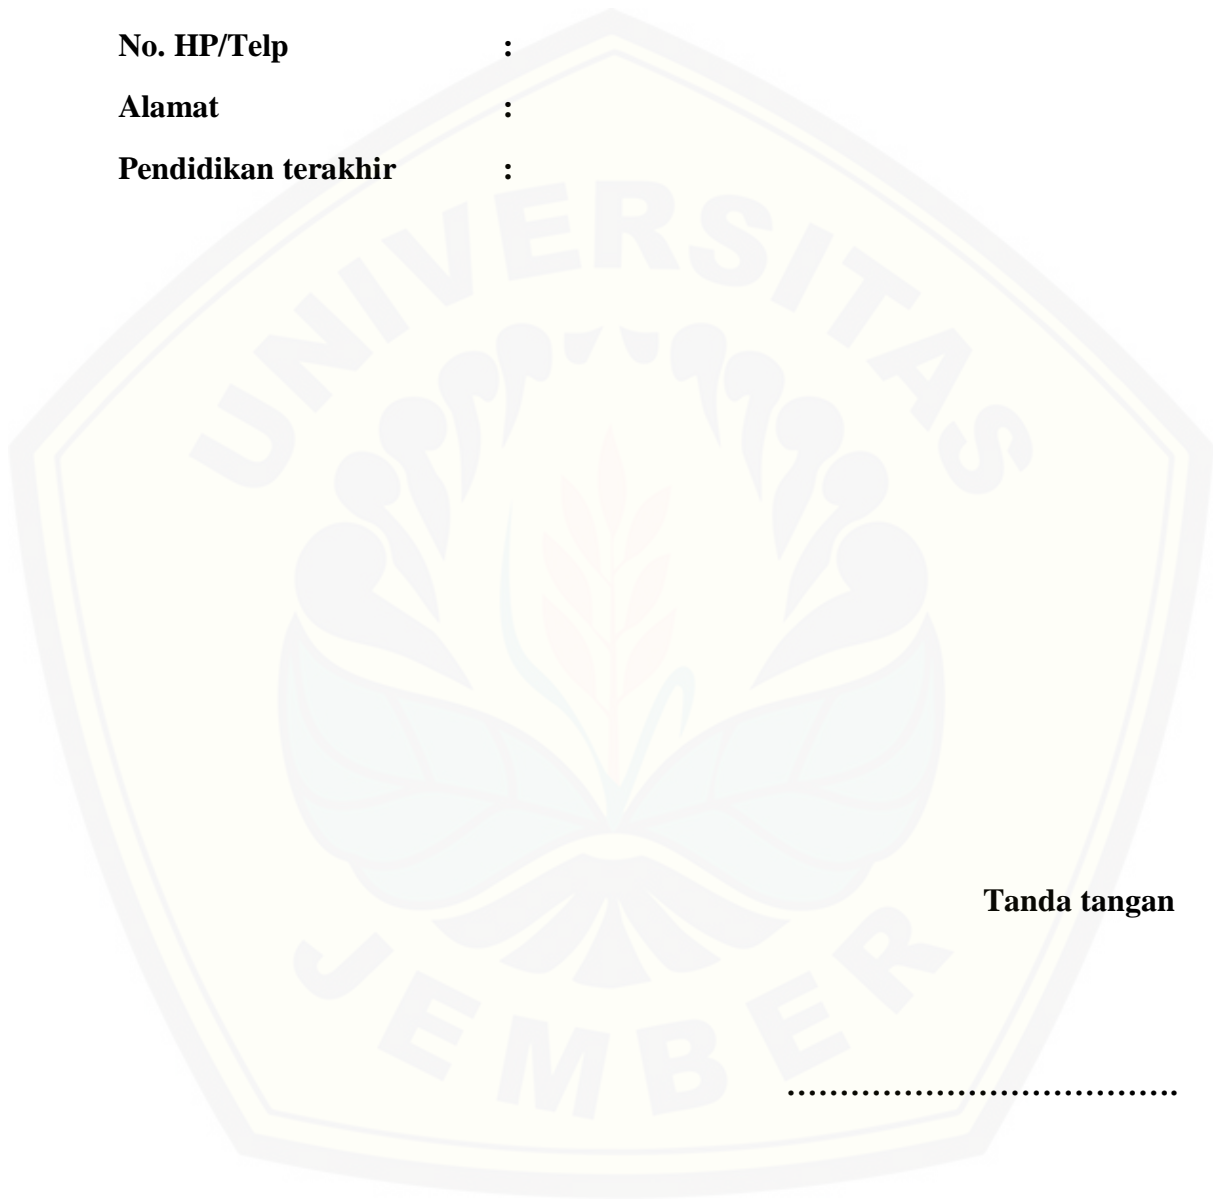 No. HP/Telp :
Alamat :
Pendidikan terakhir :
UNIVERSITAS
Tanda tangan
JEMBER
………………………………….